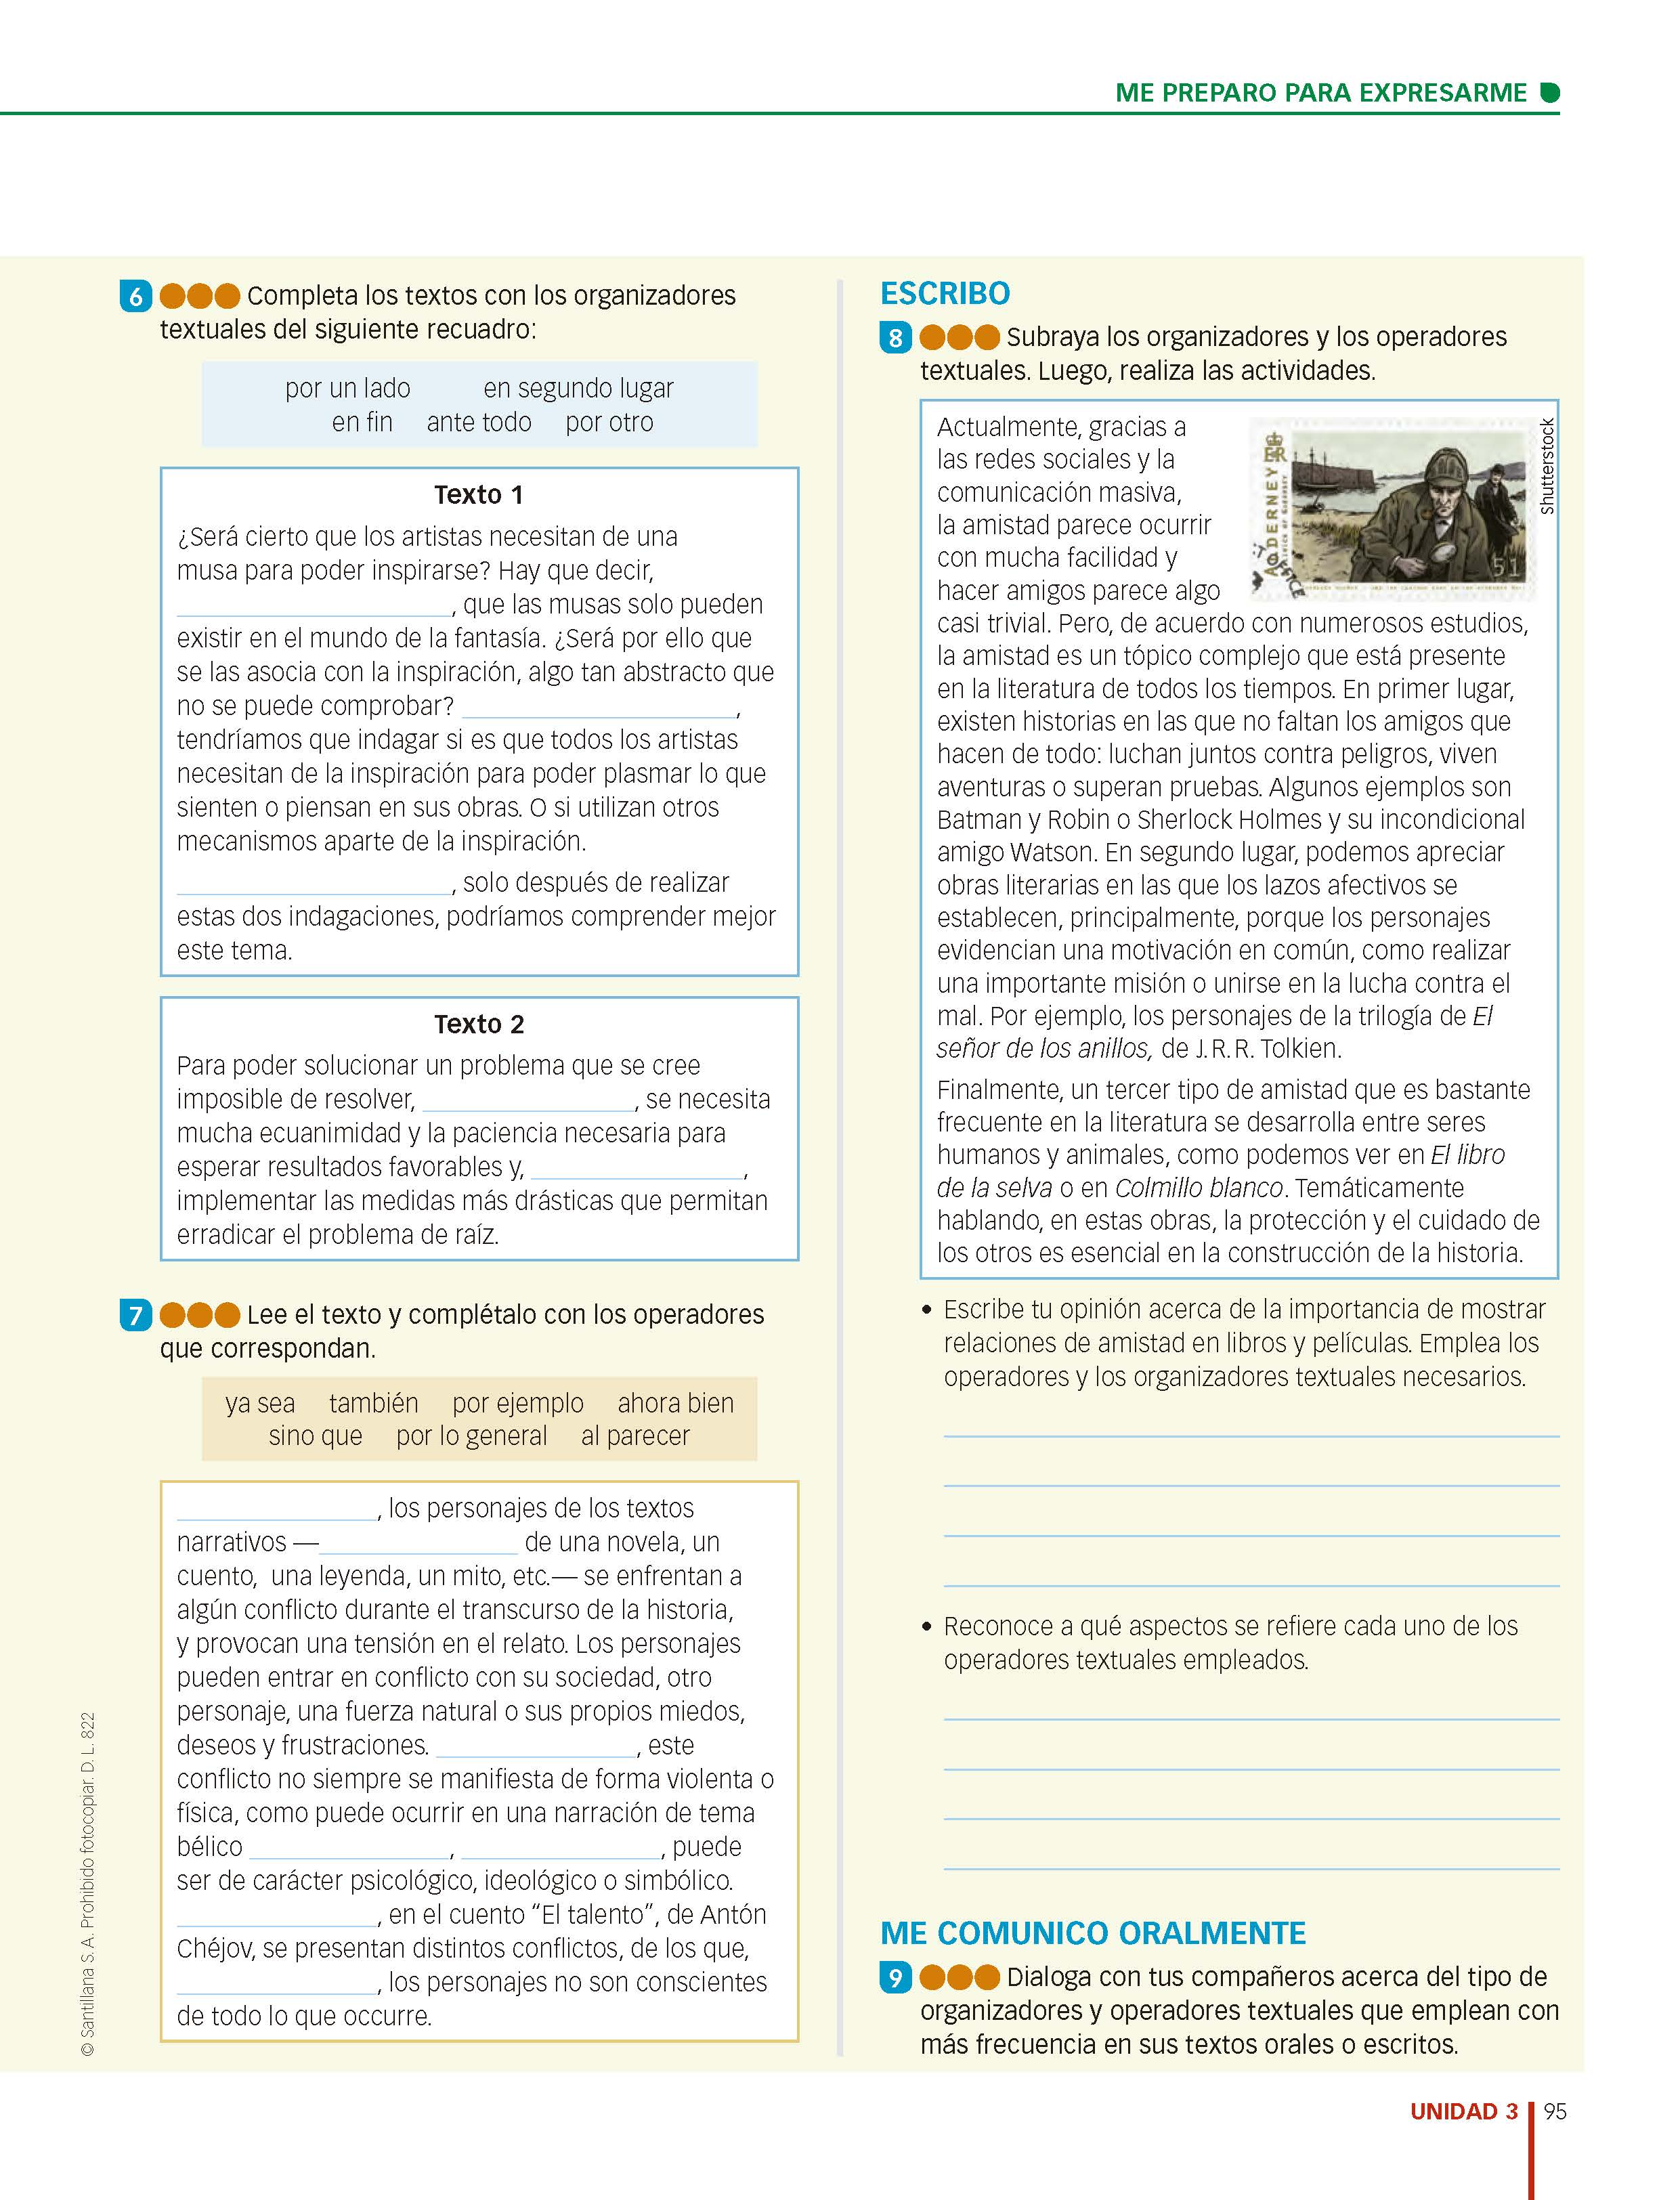 ME PREPARO PARA EXPRESARME
6 Completa los textos con los organizadores
textuales del siguiente recuadro:
por un lado en segundo lugar
en fin ante todo por otro
Texto 1
¿Será cierto que los artistas necesitan de una
musa para poder inspirarse? Hay que decir,
, que las musas solo pueden
existir en el mundo de la fantasía. ¿Será por ello que
se las asocia con la inspiración, algo tan abstracto que
no se puede comprobar? ,
tendríamos que indagar si es que todos los artistas
necesitan de la inspiración para poder plasmar lo que
sienten o piensan en sus obras. O si utilizan otros
mecanismos aparte de la inspiración.
, solo después de realizar
estas dos indagaciones, podríamos comprender mejor
este tema.
Texto 2
Para poder solucionar un problema que se cree
imposible de resolver, , se necesita
mucha ecuanimidad y la paciencia necesaria para
esperar resultados favorables y, ,
implementar las medidas más drásticas que permitan
erradicar el problema de raíz.
7 Lee el texto y complétalo con los operadores
que correspondan.
ya sea también por ejemplo ahora bien
sino que por lo general al parecer
, los personajes de los textos
narrativos — de una novela, un
cuento, una leyenda, un mito, etc.— se enfrentan a
algún conflicto durante el transcurso de la historia,
y provocan una tensión en el relato. Los personajes
pueden entrar en conflicto con su sociedad, otro
personaje, una fuerza natural o sus propios miedos,
deseos y frustraciones. , este
conflicto no siempre se manifiesta de forma violenta o
física, como puede ocurrir en una narración de tema
bélico , , puede
ser de carácter psicológico, ideológico o simbólico.
, en el cuento “El talento”, de Antón
Chéjov, se presentan distintos conflictos, de los que,
, los personajes no son conscientes
de todo lo que occurre.
© Santillana S. A. Prohibido fotocopiar. D. L. 822
ESCRIBO
8 Subraya los organizadores y los operadores
textuales. Luego, realiza las actividades.
Actualmente, gracias a
las redes sociales y la
comunicación masiva,
la amistad parece ocurrir
con mucha facilidad y
hacer amigos parece algo
casi trivial. Pero, de acuerdo con numerosos estudios,
la amistad es un tópico complejo que está presente
en la literatura de todos los tiempos. En primer lugar,
existen historias en las que no faltan los amigos que
hacen de todo: luchan juntos contra peligros, viven
aventuras o superan pruebas. Algunos ejemplos son
Batman y Robin o Sherlock Holmes y su incondicional
amigo Watson. En segundo lugar, podemos apreciar
obras literarias en las que los lazos afectivos se
establecen, principalmente, porque los personajes
evidencian una motivación en común, como realizar
una importante misión o unirse en la lucha contra el
mal. Por ejemplo, los personajes de la trilogía de El
señor de los anillos, de J. R. R. Tolkien.
Finalmente, un tercer tipo de amistad que es bastante
frecuente en la literatura se desarrolla entre seres
humanos y animales, como podemos ver en El libro
de la selva o en Colmillo blanco. Temáticamente
hablando, en estas obras, la protección y el cuidado de
los otros es esencial en la construcción de la historia.
ALDERNEY
51
Shutterstock
• Escribe tu opinión acerca de la importancia de mostrar
relaciones de amistad en libros y películas. Emplea los
operadores y los organizadores textuales necesarios.
• Reconoce a qué aspectos se refiere cada uno de los
operadores textuales empleados.
ME COMUNICO ORALMENTE
9 Dialoga con tus compañeros acerca del tipo de
organizadores y operadores textuales que emplean con
más frecuencia en sus textos orales o escritos.
UNIDAD 3 95